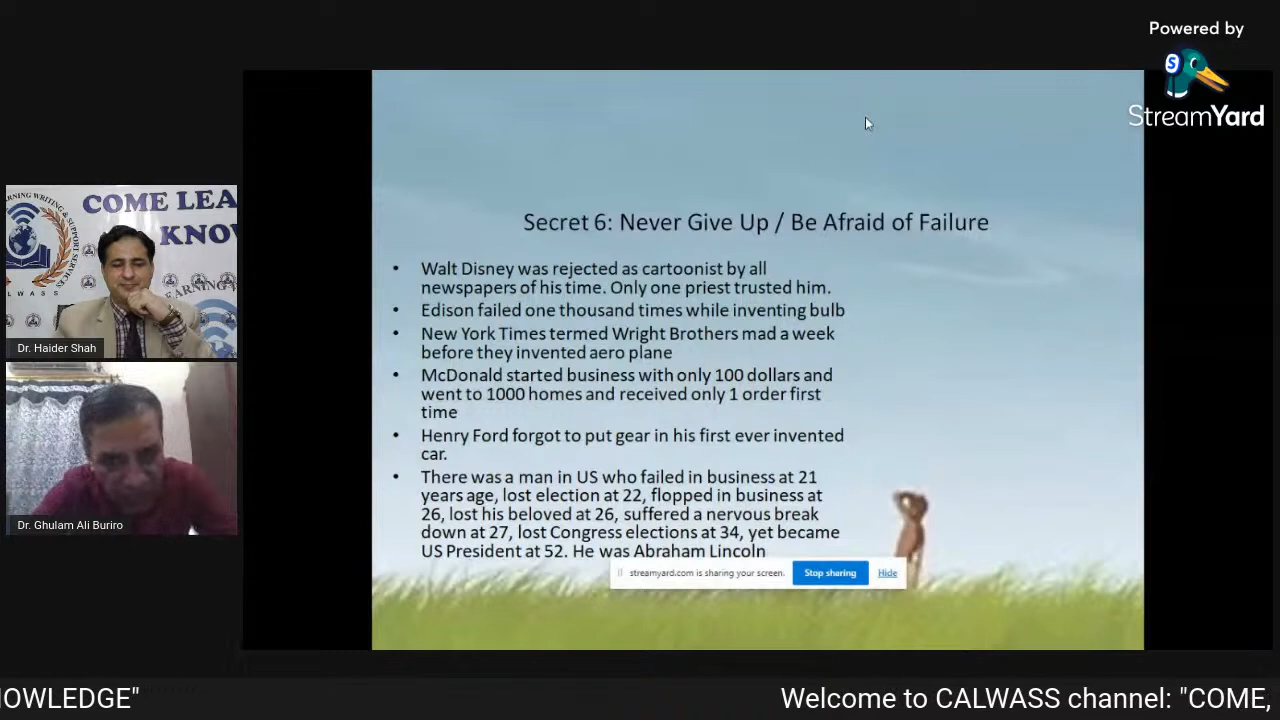 Powered by
S
StreamYard
ARNING WRITING & SUPPORT SERVICES
ALWASS
COME LEA
KNOW
Dr. Haider Shah
Dr. Ghulam Ali Buriro
Secret 6: Never Give Up / Be Afraid of Failure
• Walt Disney was rejected as cartoonist by all
newspapers of his time. Only one priest trusted him.
• Edison failed one thousand times while inventing bulb
• New York Times termed Wright Brothers mad a week
before they invented aero plane
• McDonald started business with only 100 dollars and
went to 1000 homes and received only 1 order first
time
• Henry Ford forgot to put gear in his first ever invented
car.
• There was a man in US who failed in business at 21
years age, lost election at 22, flopped in business at
26, lost his beloved at 26, suffered a nervous break
down at 27, lost Congress elections at 34, yet became
US President at 52. He was Abraham Lincoln
streamyard.com is sharing your screen.
Stop sharing
Hide
IOWLEDGE"
Welcome to CALWASS channel: "COME,